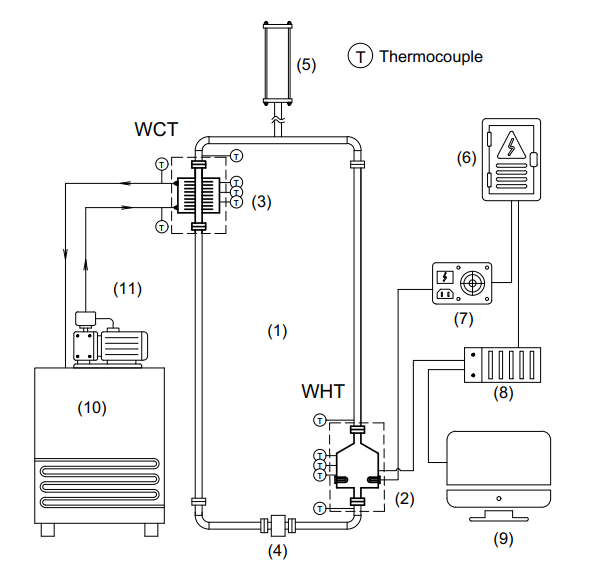 T Thermocouple
(5)
WCT
T
T
(6)
T
T
T
(3)
T
(11)
(7)
(1)
(8)
WHT
(10)
T
T
T
T
(2)
T
(9)
(4)